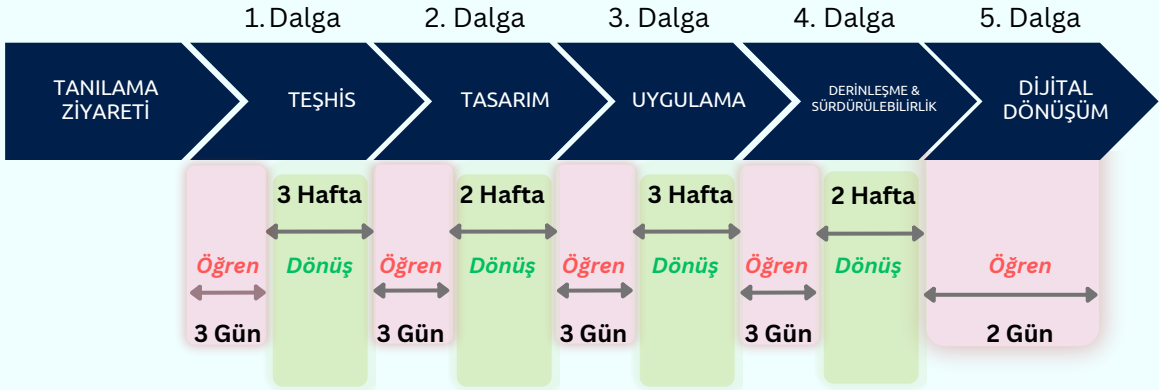 1. Dalga
2. Dalga
3. Dalga
4. Dalga
5. Dalga
TANILAMA
ZİYARETİ
TEŞHİS
TASARIM
UYGULAMA
DERİNLEŞME &
SÜRDÜRÜLEBİLİRLİK
DİJİTAL
DÖNÜŞÜM
3 Hafta
2 Hafta
3 Hafta
2 Hafta
Öğren
Dönüş
Öğren
Dönüş
Öğren
Dönüş
Öğren
Dönüş
Öğren
3 Gün
3 Gün
3 Gün
3 Gün
2 Gün